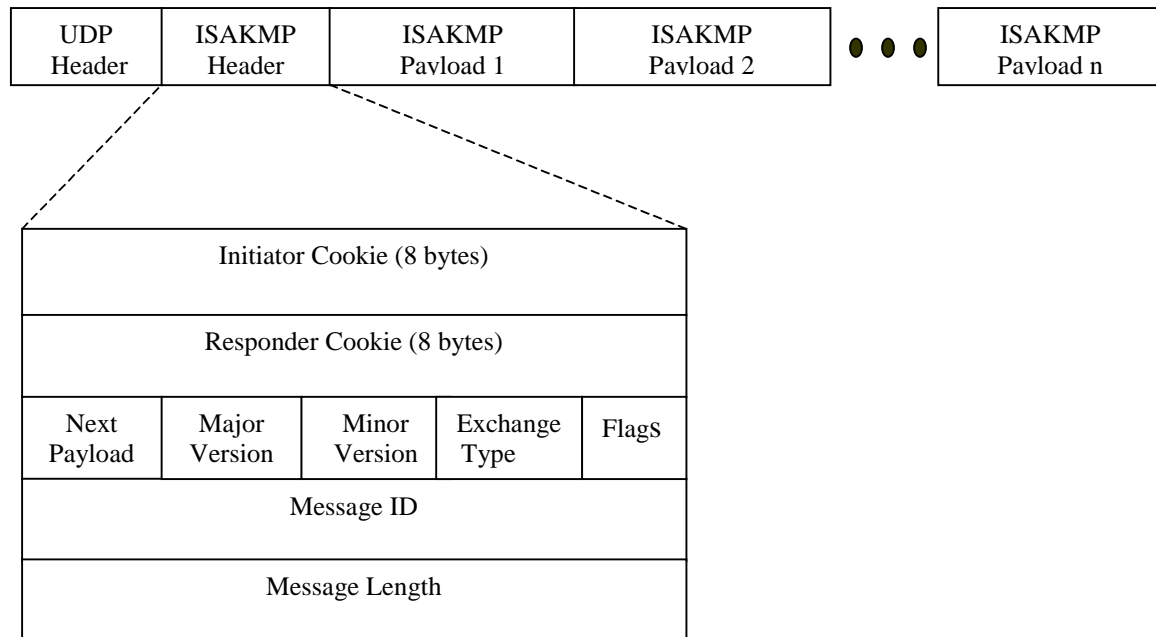 UDP
Header
ISAKMP
Header
ISAKMP
Payload 1
ISAKMP
Payload 2
ISAKMP
Payload n
Initiator Cookie (8 bytes)
Responder Cookie (8 bytes)
Next
Payload
Major
Version
Minor
Version
Exchange
Type
Flags
Message ID
Message Length